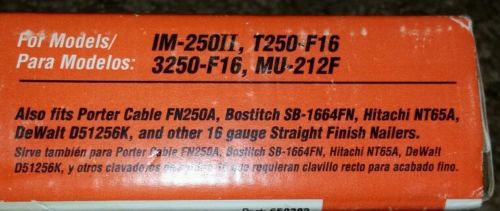 For Models/ IM-250II, T250-F16
Para Modelos: 3250-F16, MU-212F
Also fits Porter Cable FN250A, Bostitch SB-1664FN, Hitachi NT65A,
DeWalt D51256K, and other 16 gauge Straight Finish Nailers.
Sirve también para Porter Cable FN250A, Bostitch SB-1664FN, Hitachi NT65A, DeWalt
D51256K, y otros clavadores de requieran clavillo recto para acabado fino.